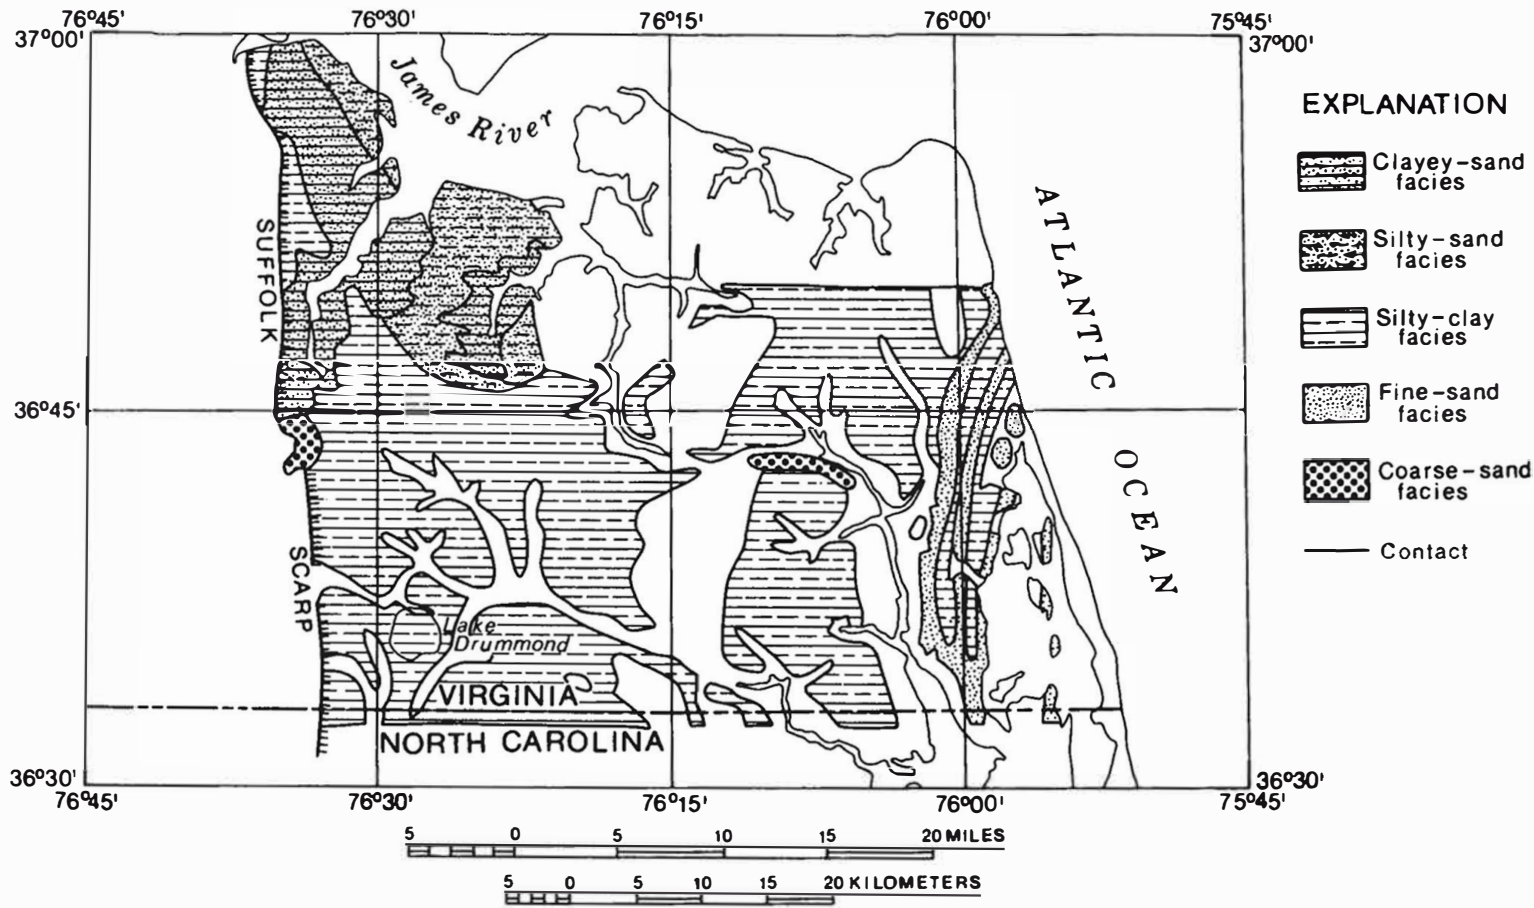 76°45'
76°30'
76°15'
76°00'
75°45'
37°00'
37°00'
James River
EXPLANATION
Clayey-sand
facies
Silty-sand
facies
Silty-clay
facies
Fine-sand
facies
Coarse-sand
facies
Contact
SUFFOLK
SCARP
ATLANTIC
OCEAN
36°45'
Lake
Drummond
VIRGINIA
NORTH CAROLINA
36°30'
36°30'
76°45'
76°30'
76°15'
76°00'
75°45'
5 0 5 10 15 20 MILES
5 0 5 10 15 20 KILOMETERS